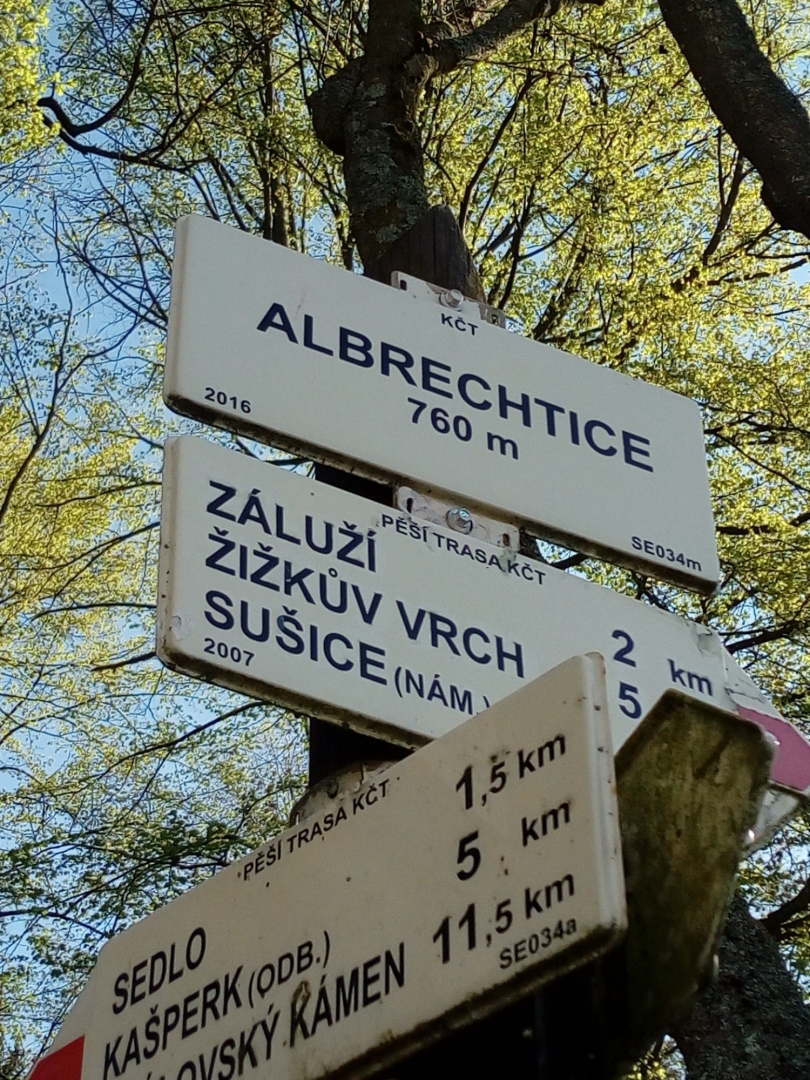 KČT
ALBRECHTICE
760 m
2016
SE034m
PĚŠÍ TRASA KČT
ZÁLUŽÍ
ŽIŽKŮV VRCH 2 km
SUŠICE (NÁM.) 5
2007
PĚŠÍ TRASA KČT
SEDLO 1,5 km
KAŠPERK (ODB.) 5 km
KÁMEN 11,5 km
SE034a